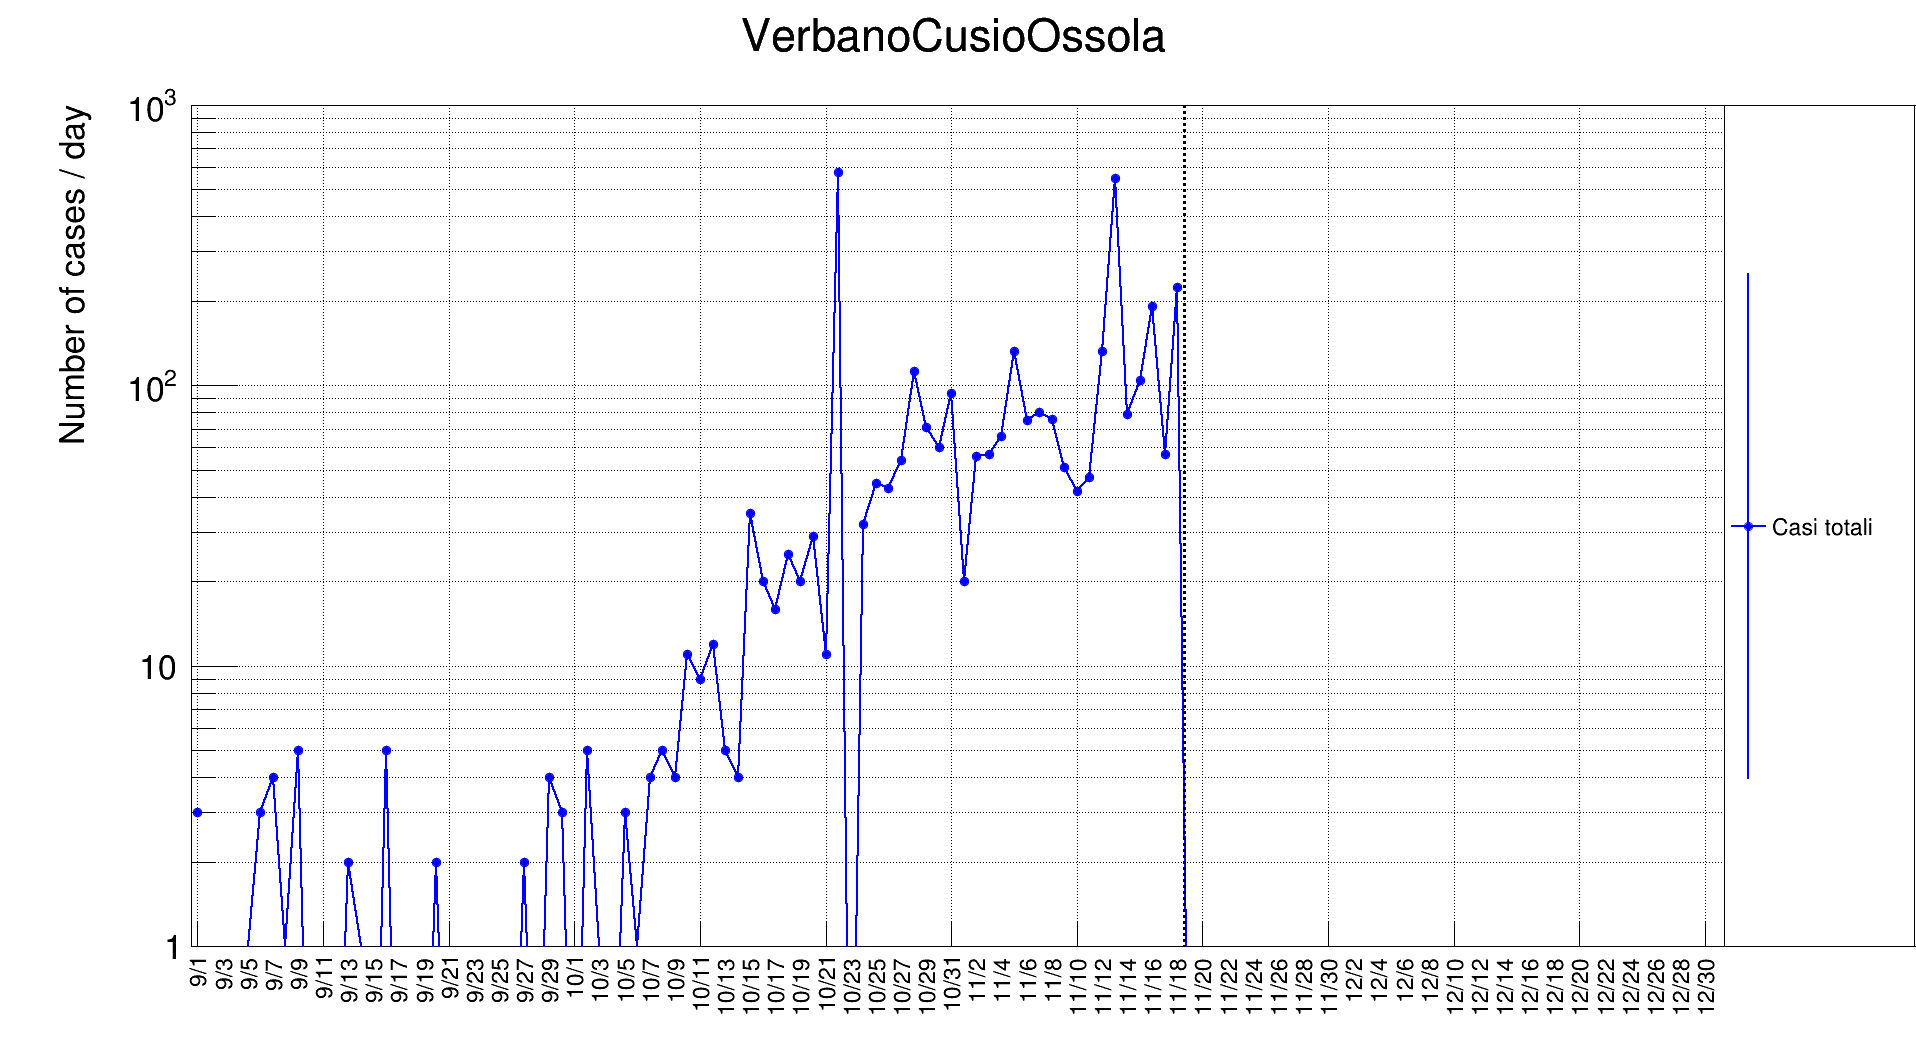 VerbanoCusioOssola
Number of cases / day
10³
10²
10
1
9/1 9/3 9/5 9/7 9/9 9/11 9/13 9/15 9/17 9/19 9/21 9/23 9/25 9/27 9/29 10/1 10/3 10/5 10/7 10/9 10/11 10/13 10/15 10/17 10/19 10/21 10/23 10/25 10/27 10/29 10/31 11/2 11/4 11/6 11/8 11/10 11/12 11/14 11/16 11/18 11/20 11/22 11/24 11/26 11/28 11/30 12/2 12/4 12/6 12/8 12/10 12/12 12/14 12/16 12/18 12/20 12/22 12/24 12/26 12/28 12/30
Casi totali